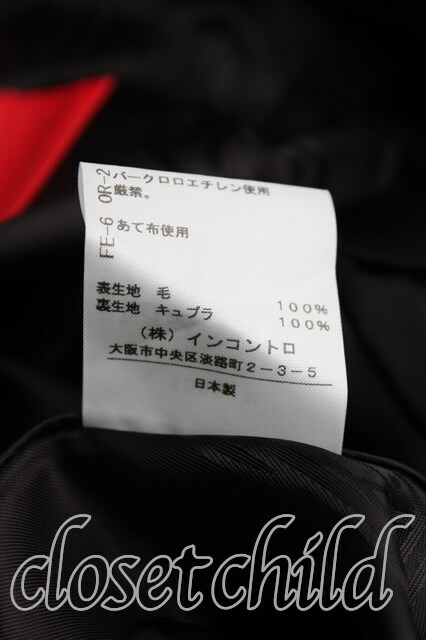 OR-2 パークロロエチレン使用
厳禁。
FE-6 あて布使用
表生地 毛 100%
裏生地 キュプラ 100%
(株)インコントロ
大阪市中央区淡路町2-3-5
日本製
closet child